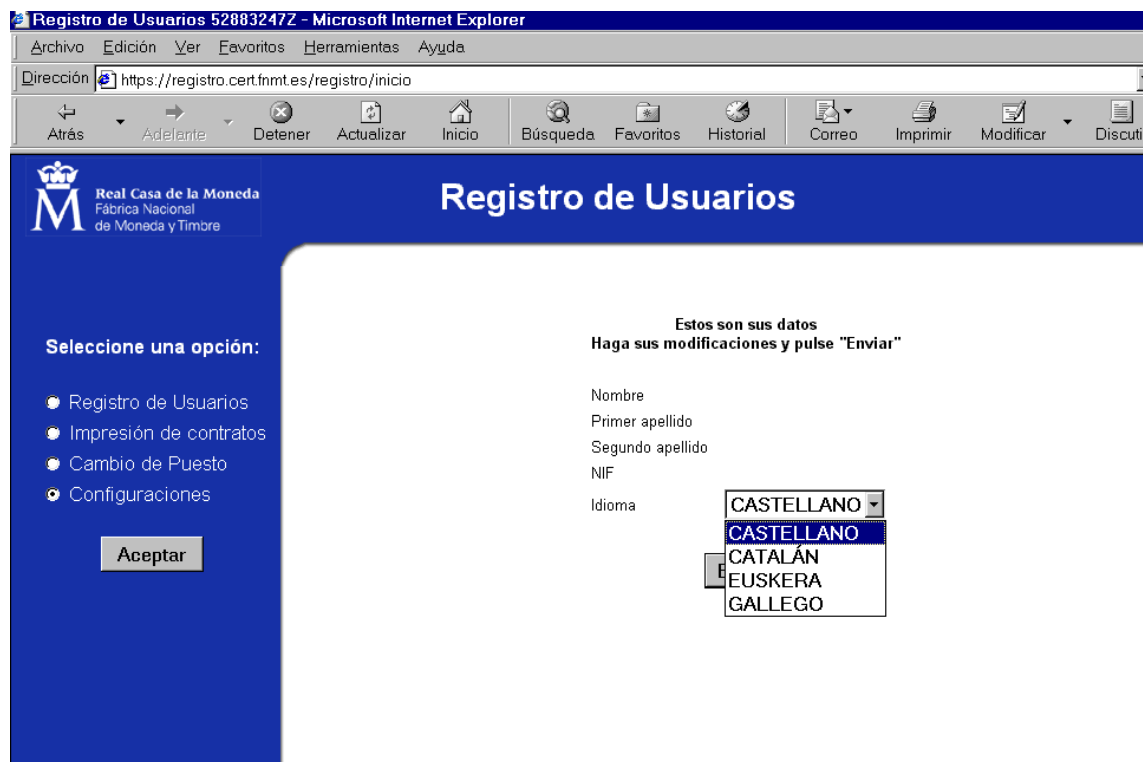 Registro de Usuarios 52883247Z - Microsoft Internet Explorer
Archivo Edición Ver Favoritos Herramientas Ayuda
Dirección https://registro.cert.fnmt.es/registro/inicio
Atrás Adelante Detener Actualizar Inicio Búsqueda Favoritos Historial Correo Imprimir Modificar Discuti
Real Casa de la Moneda
Fábrica Nacional
de Moneda y Timbre
Registro de Usuarios
Seleccione una opción:
Registro de Usuarios
Impresión de contratos
Cambio de Puesto
Configuraciones
Aceptar
Estos son sus datos
Haga sus modificaciones y pulse "Enviar"
Nombre
Primer apellido
Segundo apellido
NIF
Idioma CASTELLANO
CASTELLANO
CATALÁN
EUSKERA
GALLEGO